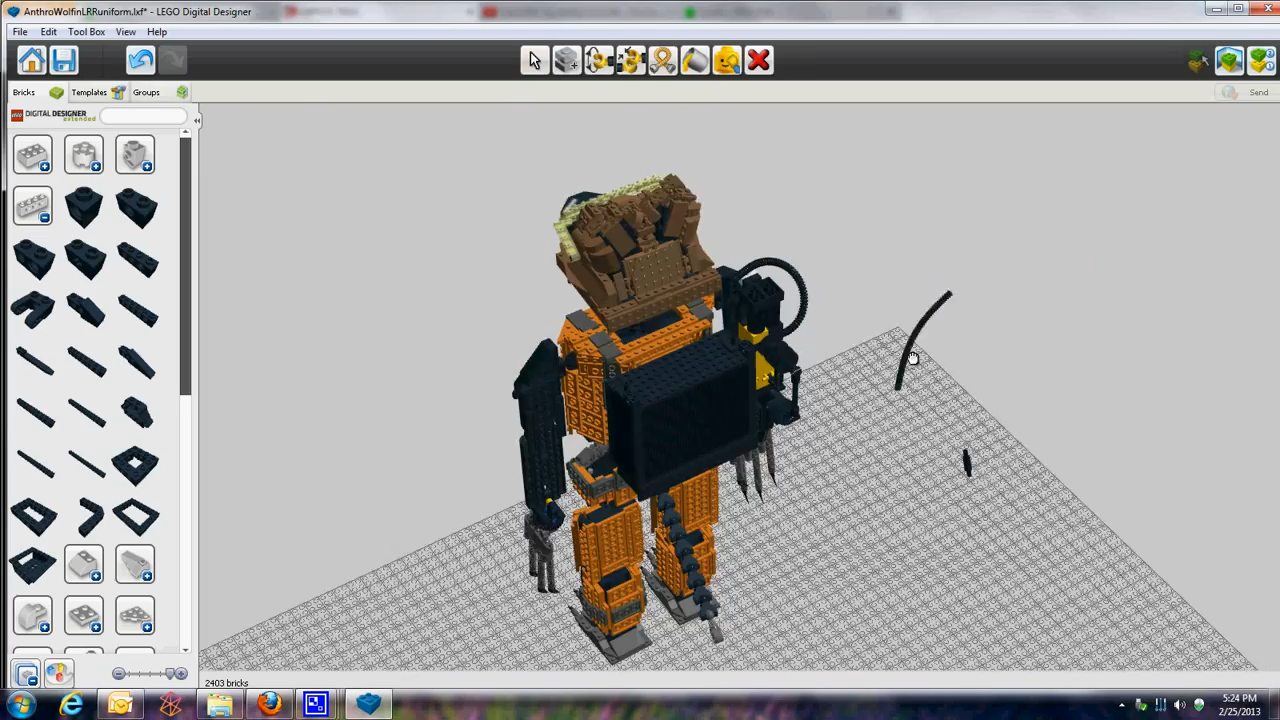 AnthroWolfinLRRuniform.lxf* - LEGO Digital Designer
File Edit Tool Box View Help
Bricks Templates Groups
Send
LEGO DIGITAL DESIGNER
extended
2403 bricks
5:24 PM
2/25/2013